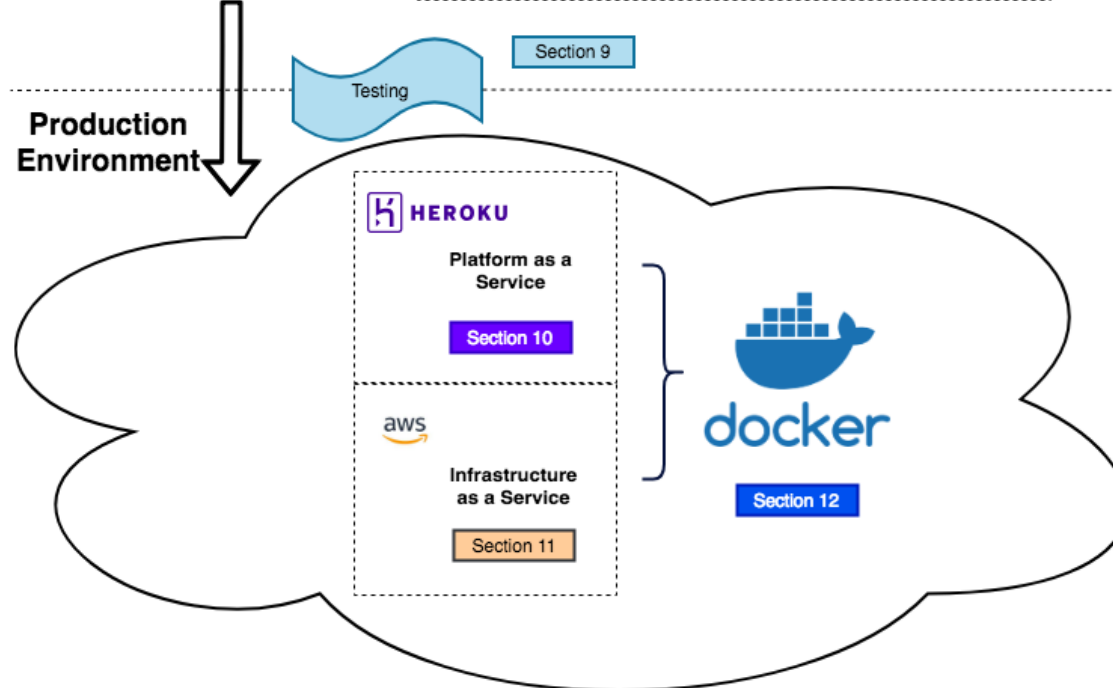 Section 9
Testing
Production
Environment
HEROKU
Platform as a
Service
Section 10
aws
Infrastructure
as a Service
Section 11
docker
Section 12